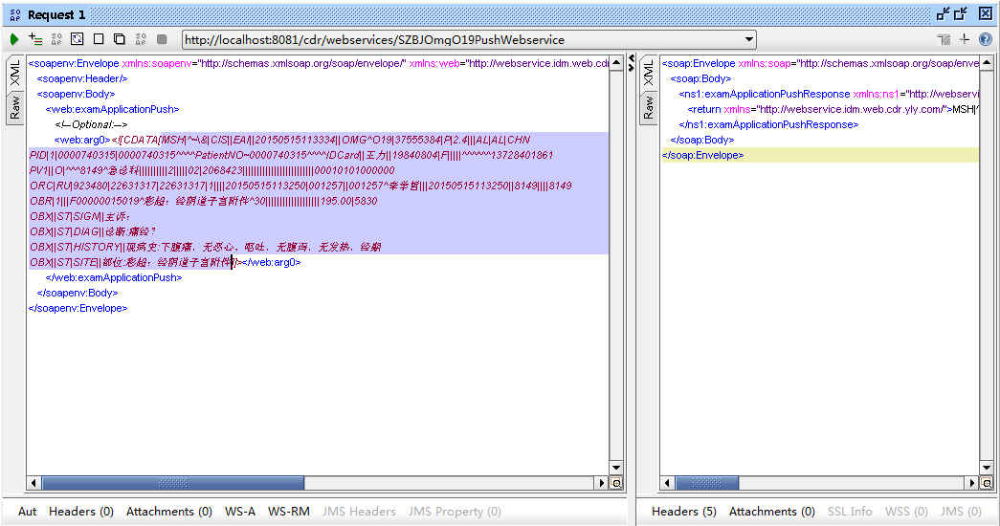 SO AP Request 1
http://localhost:8081/cdr/webservices/SZBJOmgO19PushWebservice
XML
Raw
<soapenv:Envelope xmlns:soapenv="http://schemas.xmlsoap.org/soap/envelope/" xmlns:web="http://webservice.idm.web.cdr
<soapenv:Header/>
<soapenv:Body>
<web:examApplicationPush>
<!--Optional:-->
<web:arg0><![CDATA[MSH|^~\&|CIS||EAI||20150515113334||OMG^O19|37555384|P|2.4|||AL|AL|CHN
PID|1|0000740315|0000740315^^^^PatientNO~0000740315^^^^IDCard||王力||19840804|F|||||^^^^^^13728401861
PV1||O|^^^8149^急诊科||||||||||2|||||02|2068423|||||||||||||||||||||||||00010101000000
ORC|RU|923480|22631317|22631317|1||||20150515113250|001257||001257^李学哲|||20150515113250||8149||||8149
OBR|1|||F00000015019^彩超：经阴道子宫附件^30||||||||||||||||||||195.00|5830
OBX||ST|SIGN||主诉：
OBX||ST|DIAG||诊断:痛经？
OBX||ST|HISTORY||现病史:下腹痛，无恶心、呕吐，无腹泻，无发热，经期
OBX||ST|SITE||部位:彩超：经阴道子宫附件]]></web:arg0>
</web:examApplicationPush>
</soapenv:Body>
</soapenv:Envelope>
XML
Raw
<soap:Envelope xmlns:soap="http://schemas.xmlsoap.org/soap/enve
<soap:Body>
<ns1:examApplicationPushResponse xmlns:ns1="http://webservi
<return xmlns="http://webservice.idm.web.cdr.yly.com/">MSH|^
</ns1:examApplicationPushResponse>
</soap:Body>
</soap:Envelope>
Aut Headers (0) Attachments (0) WS-A WS-RM JMS Headers JMS Property (0)
Headers (5) Attachments (0) SSL Info WSS (0) JMS (0)